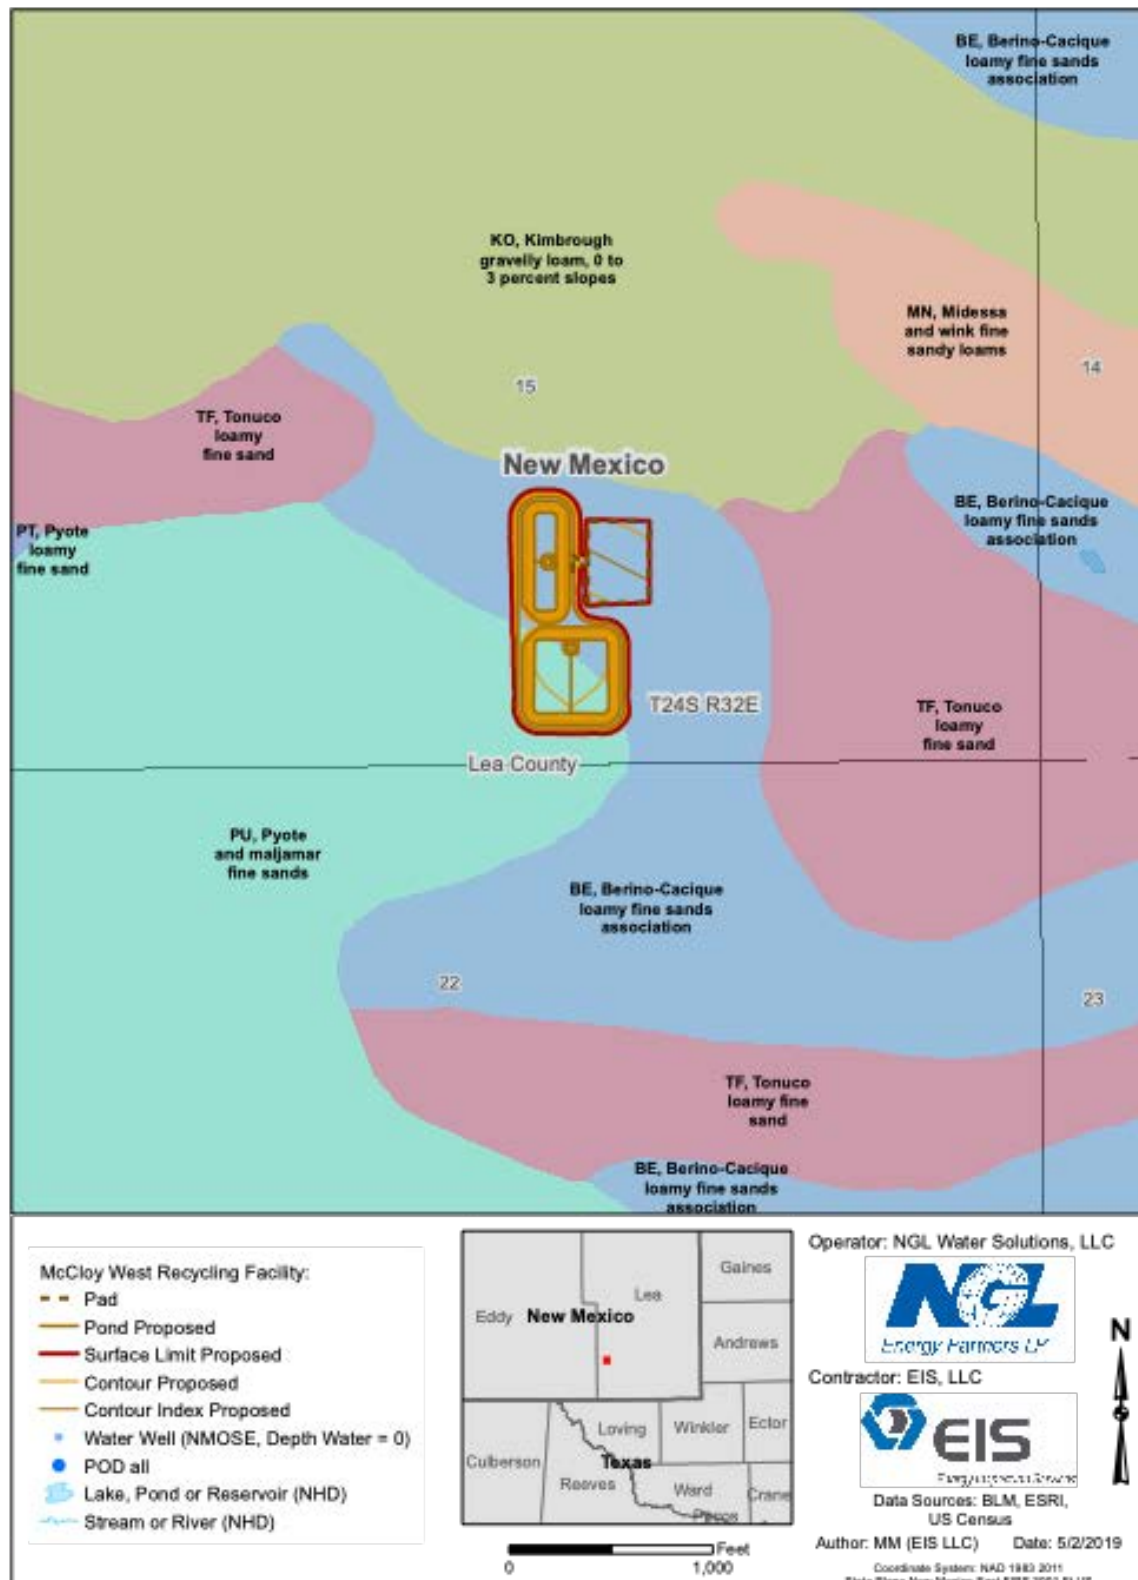 BE, Berino-Cacique
loamy fine sands
association
KO, Kimbrough
gravelly loam, 0 to
3 percent slopes
MN, Midessa
and wink fine
sandy loams
14
15
TF, Tonuco
loamy
fine sand
New Mexico
BE, Berino-Cacique
loamy fine sands
association
PT, Pyote
loamy
fine sand
T24S R32E
TF, Tonuco
loamy
fine sand
Lea County
PU, Pyote
and maljamar
fine sands
BE, Berino-Cacique
loamy fine sands
association
22
23
TF, Tonuco
loamy fine
sand
BE, Berino-Cacique
loamy fine sands
association
McCloy West Recycling Facility:
Pad
Pond Proposed
Surface Limit Proposed
Contour Proposed
Contour Index Proposed
Water Well (NMOSE, Depth Water = 0)
POD all
Lake, Pond or Reservoir (NHD)
Stream or River (NHD)
Gaines
Lea
Eddy
New Mexico
Andrews
Loving
Winkler
Ector
Culberson
Texas
Reeves
Ward
Crane
Pecos
Feet
0
1,000
Operator: NGL Water Solutions, LLC
NGL
Energy Partners LP
Contractor: EIS, LLC
EIS
Energy Inspection Services
N
Data Sources: BLM, ESRI,
US Census
Author: MM (EIS LLC) Date: 5/2/2019
Coordinate System: NAD 1983 2011